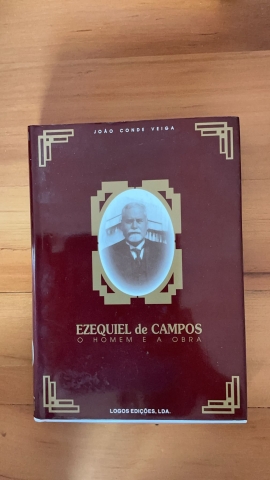 JOÃO CONDE VEIGA
EZEQUIEL de CAMPOS
O HOMEM E A OBRA
LOGOS EDIÇÕES, LDA.